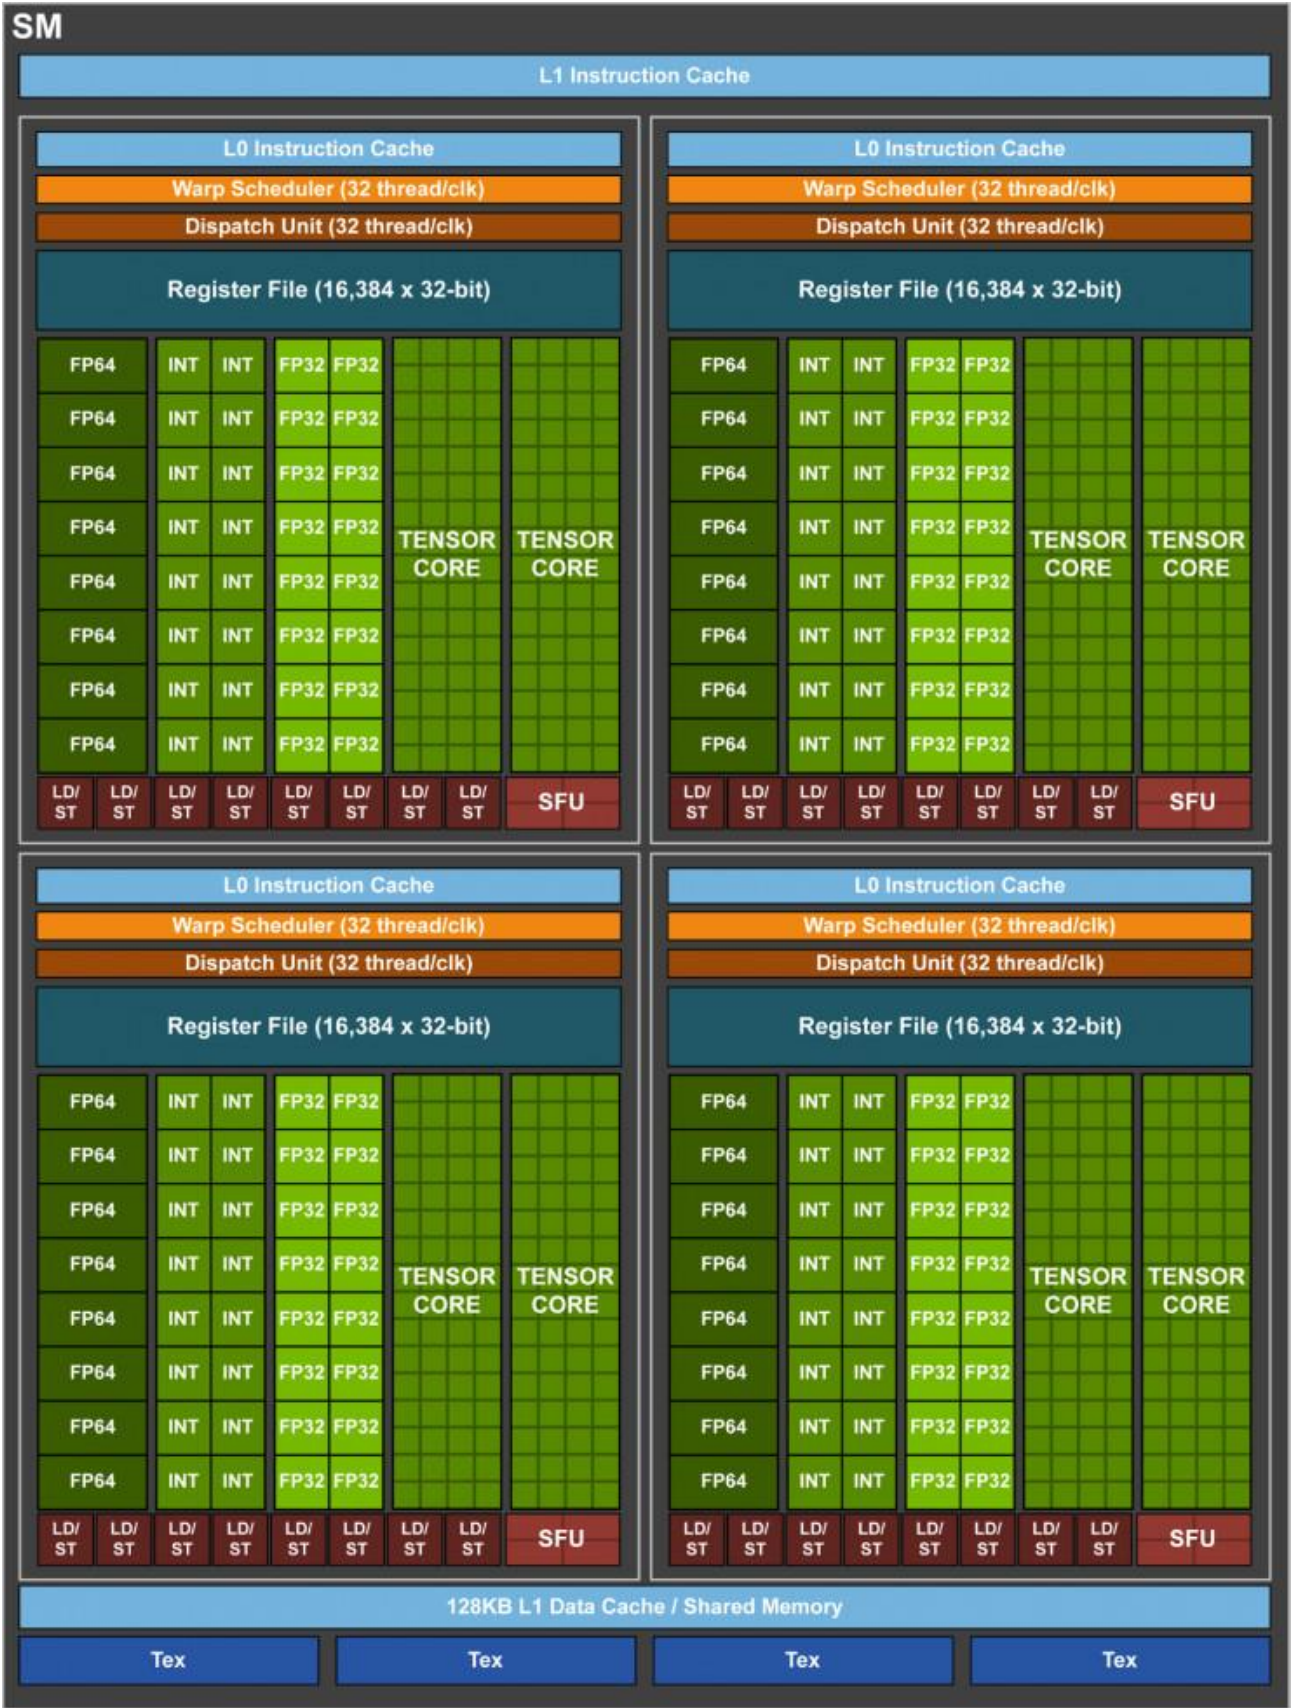 SM
L1 Instruction Cache
L0 Instruction Cache
Warp Scheduler (32 thread/clk)
Dispatch Unit (32 thread/clk)
Register File (16,384 x 32-bit)
FP64 INT INT FP32 FP32
FP64 INT INT FP32 FP32
FP64 INT INT FP32 FP32
FP64 INT INT FP32 FP32
FP64 INT INT FP32 FP32
FP64 INT INT FP32 FP32
FP64 INT INT FP32 FP32
FP64 INT INT FP32 FP32
TENSOR CORE
TENSOR CORE
LD/ST LD/ST LD/ST LD/ST LD/ST LD/ST LD/ST LD/ST SFU
L0 Instruction Cache
Warp Scheduler (32 thread/clk)
Dispatch Unit (32 thread/clk)
Register File (16,384 x 32-bit)
FP64 INT INT FP32 FP32
FP64 INT INT FP32 FP32
FP64 INT INT FP32 FP32
FP64 INT INT FP32 FP32
FP64 INT INT FP32 FP32
FP64 INT INT FP32 FP32
FP64 INT INT FP32 FP32
FP64 INT INT FP32 FP32
TENSOR CORE
TENSOR CORE
LD/ST LD/ST LD/ST LD/ST LD/ST LD/ST LD/ST LD/ST SFU
L0 Instruction Cache
Warp Scheduler (32 thread/clk)
Dispatch Unit (32 thread/clk)
Register File (16,384 x 32-bit)
FP64 INT INT FP32 FP32
FP64 INT INT FP32 FP32
FP64 INT INT FP32 FP32
FP64 INT INT FP32 FP32
FP64 INT INT FP32 FP32
FP64 INT INT FP32 FP32
FP64 INT INT FP32 FP32
FP64 INT INT FP32 FP32
TENSOR CORE
TENSOR CORE
LD/ST LD/ST LD/ST LD/ST LD/ST LD/ST LD/ST LD/ST SFU
L0 Instruction Cache
Warp Scheduler (32 thread/clk)
Dispatch Unit (32 thread/clk)
Register File (16,384 x 32-bit)
FP64 INT INT FP32 FP32
FP64 INT INT FP32 FP32
FP64 INT INT FP32 FP32
FP64 INT INT FP32 FP32
FP64 INT INT FP32 FP32
FP64 INT INT FP32 FP32
FP64 INT INT FP32 FP32
FP64 INT INT FP32 FP32
TENSOR CORE
TENSOR CORE
LD/ST LD/ST LD/ST LD/ST LD/ST LD/ST LD/ST LD/ST SFU
128KB L1 Data Cache / Shared Memory
Tex Tex Tex Tex